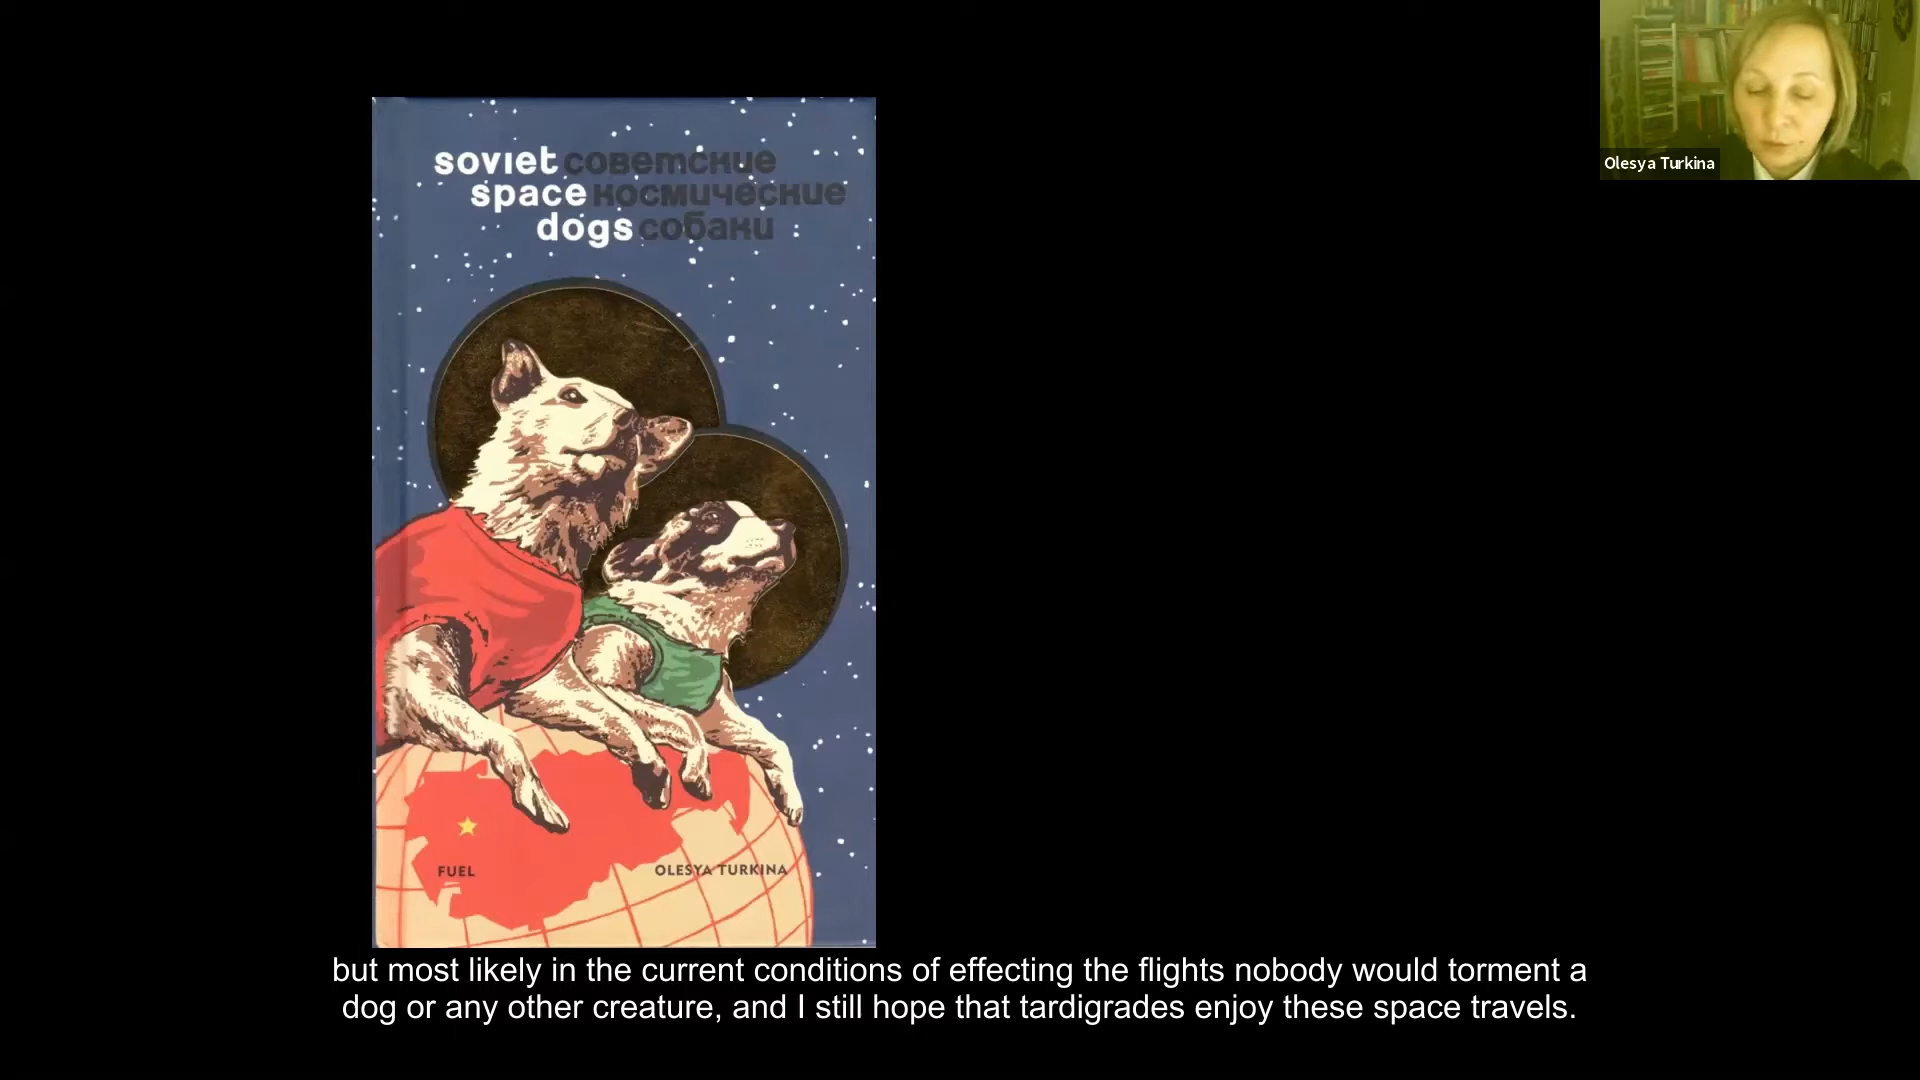 soviet советские
space космические
dogs собаки
FUEL
OLESYA TURKINA
Olesya Turkina
but most likely in the current conditions of effecting the flights nobody would torment a
dog or any other creature, and I still hope that tardigrades enjoy these space travels.